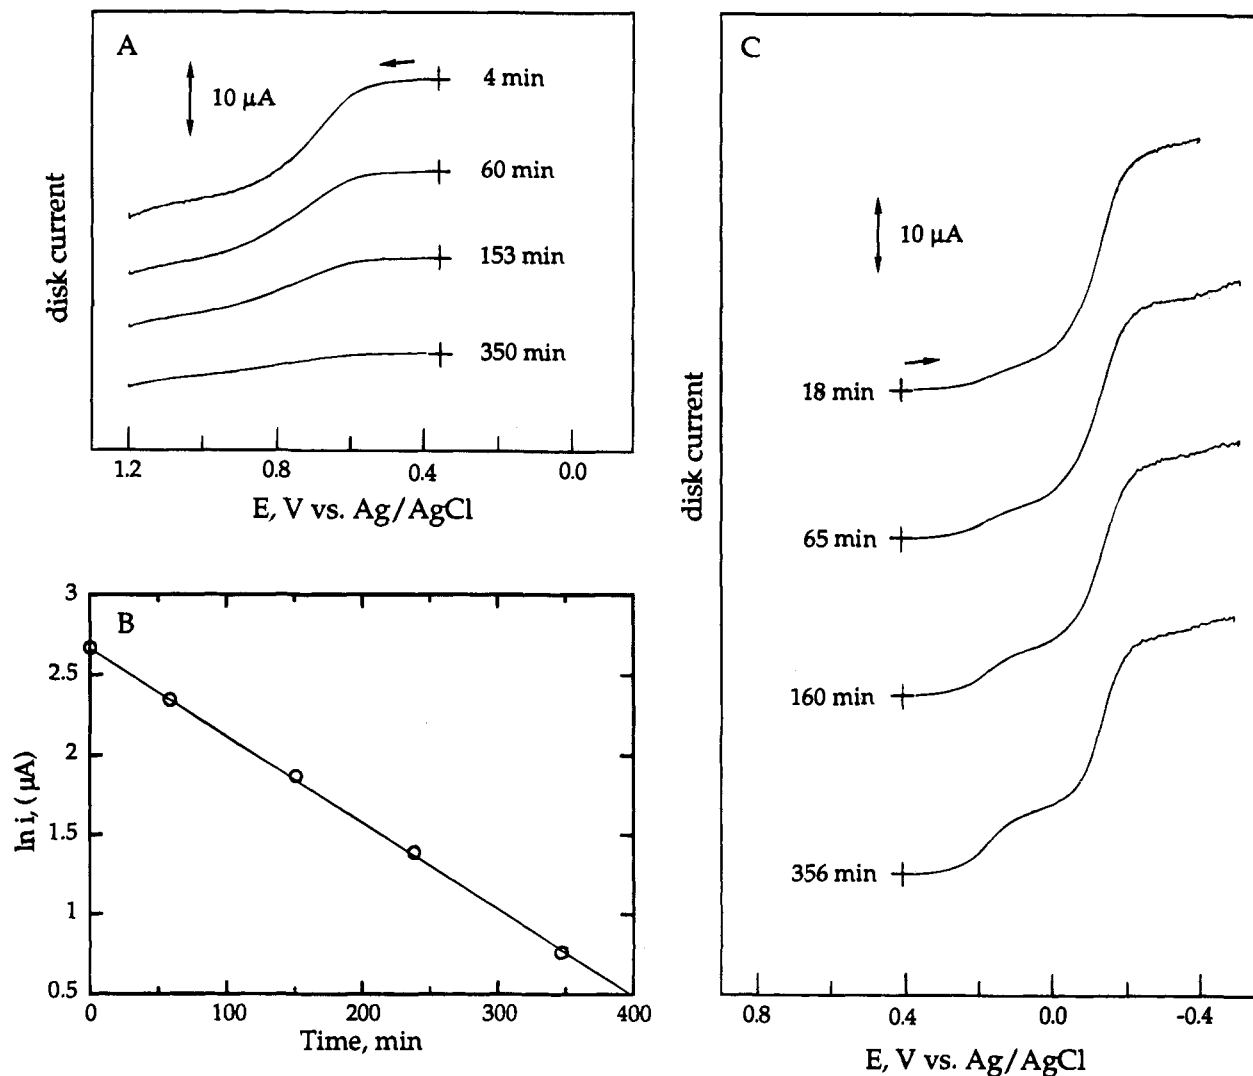 A
10 μA
4 min
60 min
153 min
350 min
disk current
1.2
0.8
0.4
0.0
E, V vs. Ag/AgCl
B
3
2.5
2
1.5
1
0.5
ln i, ( μA)
0
100
200
300
400
Time, min
C
10 μA
18 min
65 min
160 min
356 min
disk current
0.8
0.4
0.0
-0.4
E, V vs. Ag/AgCl